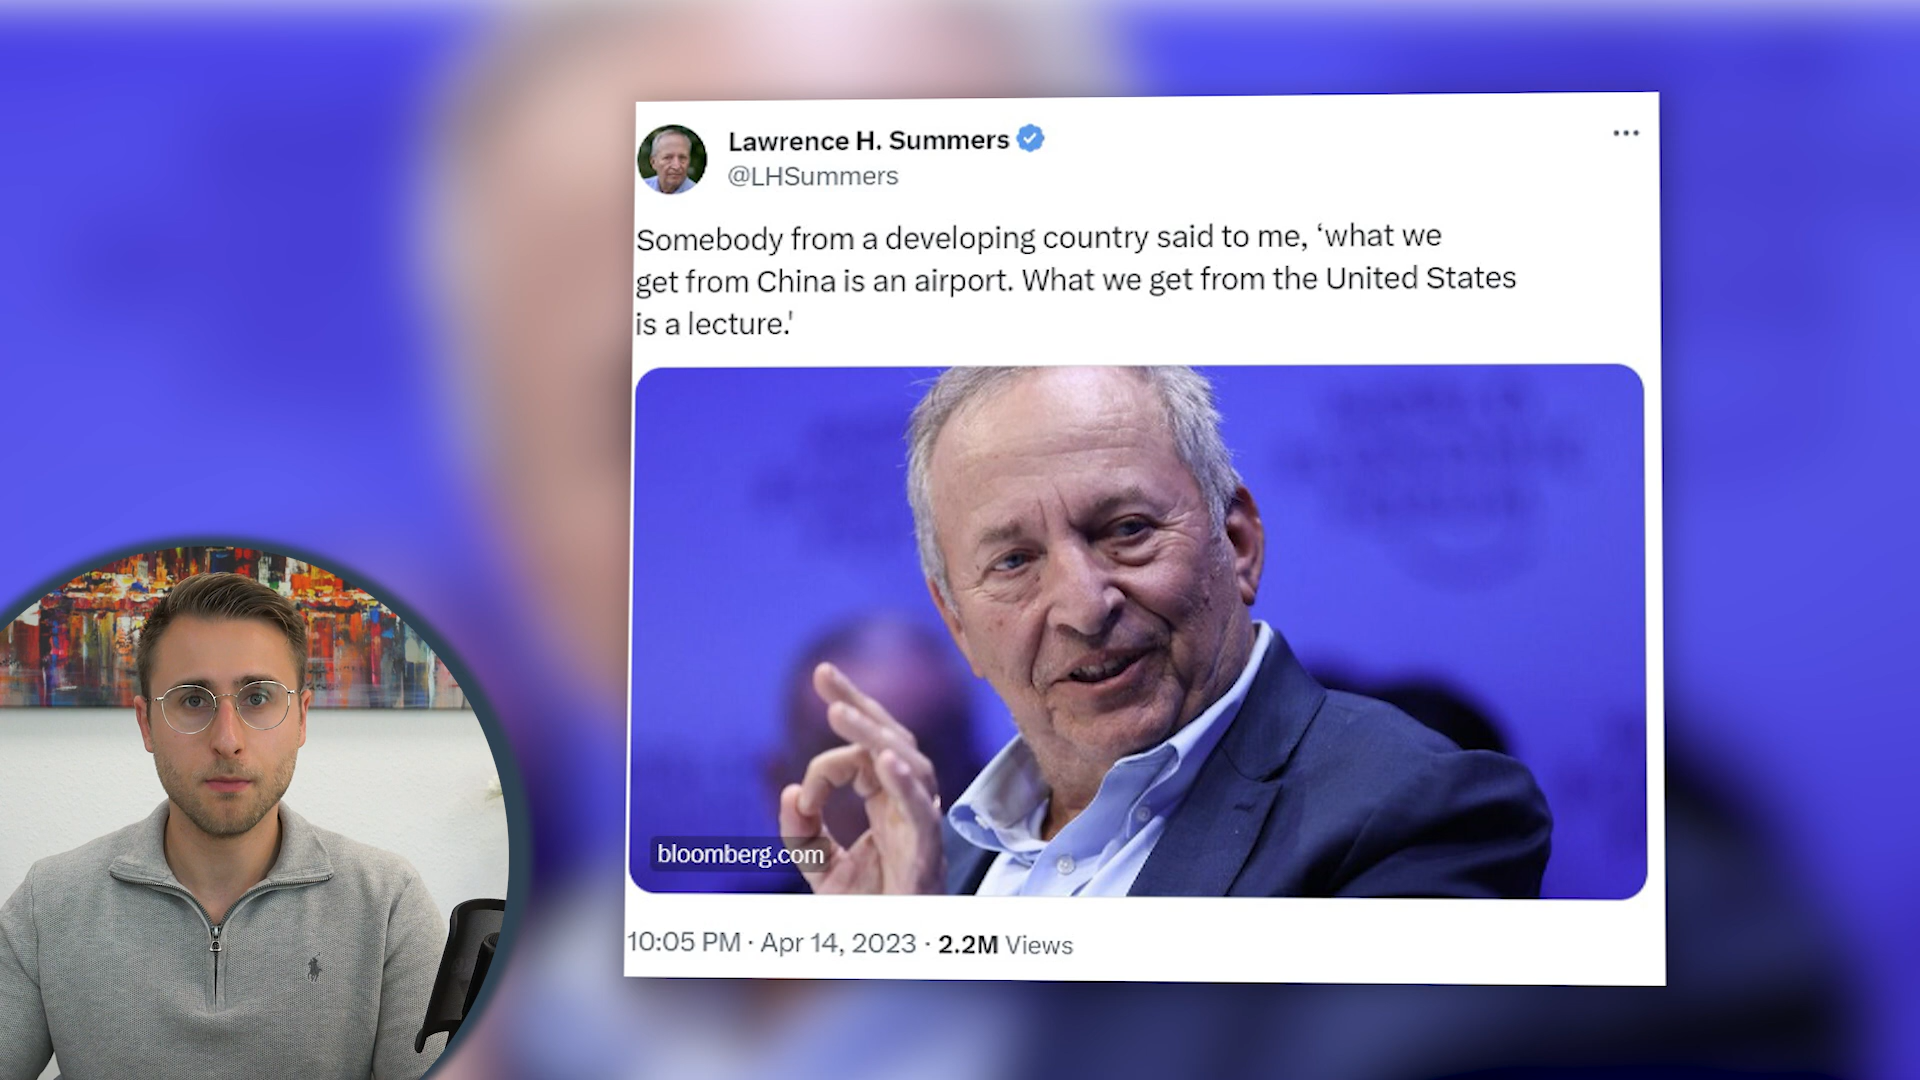 Lawrence H. Summers
@LHSummers
Somebody from a developing country said to me, ‘what we
get from China is an airport. What we get from the United States
is a lecture.'
bloomberg.com
10:05 PM · Apr 14, 2023 · 2.2M Views